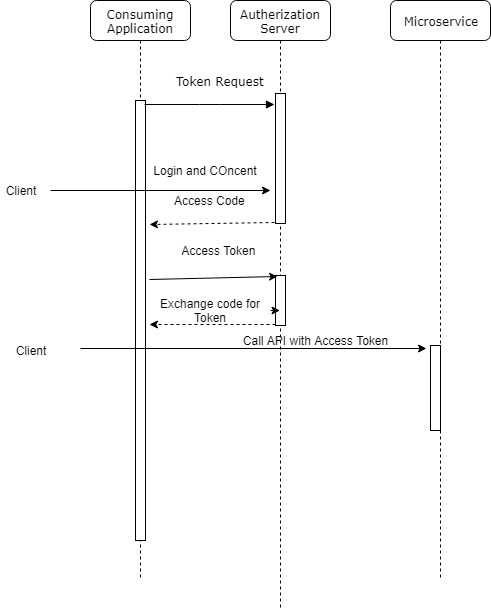 Consuming
Application
Autherization
Server
Microservice
Token Request
Login and COncent
Client
Access Code
Access Token
Exchange code for
Token
Call API with Access Token
Client